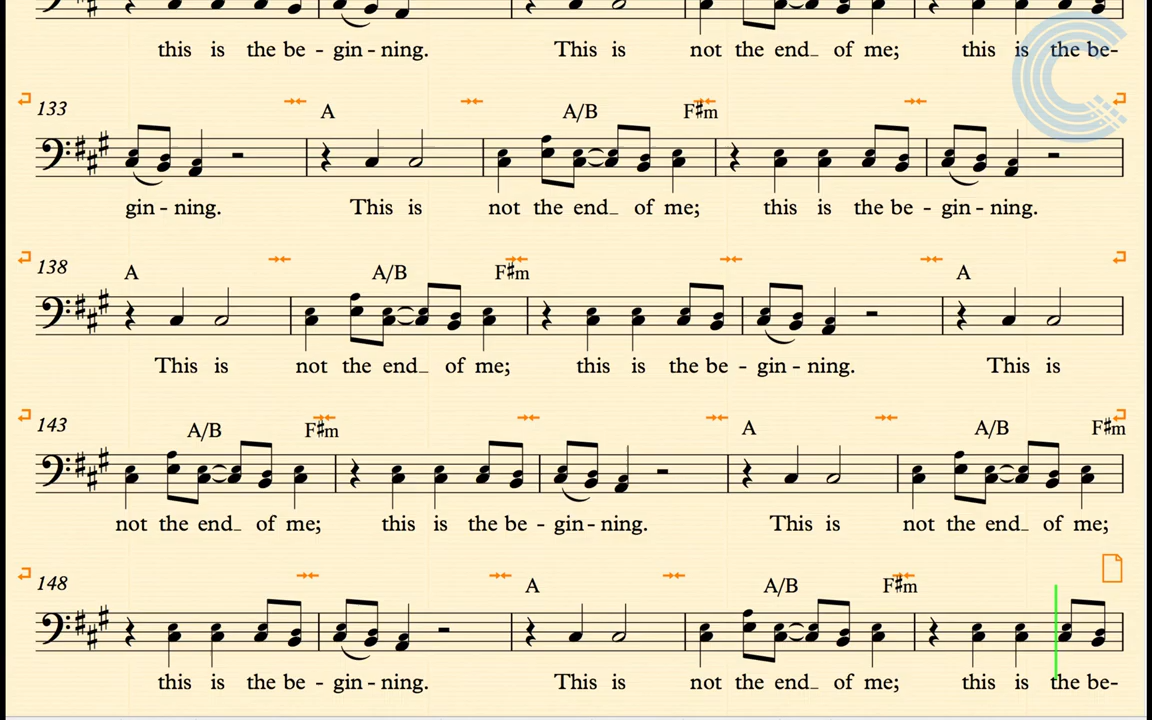 this is the be - gin - ning. This is not the end_ of me; this is the be-
133 A A/B F#m
gin - ning. This is not the end_ of me; this is the be - gin - ning.
138 A A/B F#m A
This is not the end_ of me; this is the be - gin - ning. This is
143 A/B F#m A A/B F#m
not the end_ of me; this is the be - gin - ning. This is not the end_ of me;
148 A A/B F#m
this is the be - gin - ning. This is not the end_ of me; this is the be-